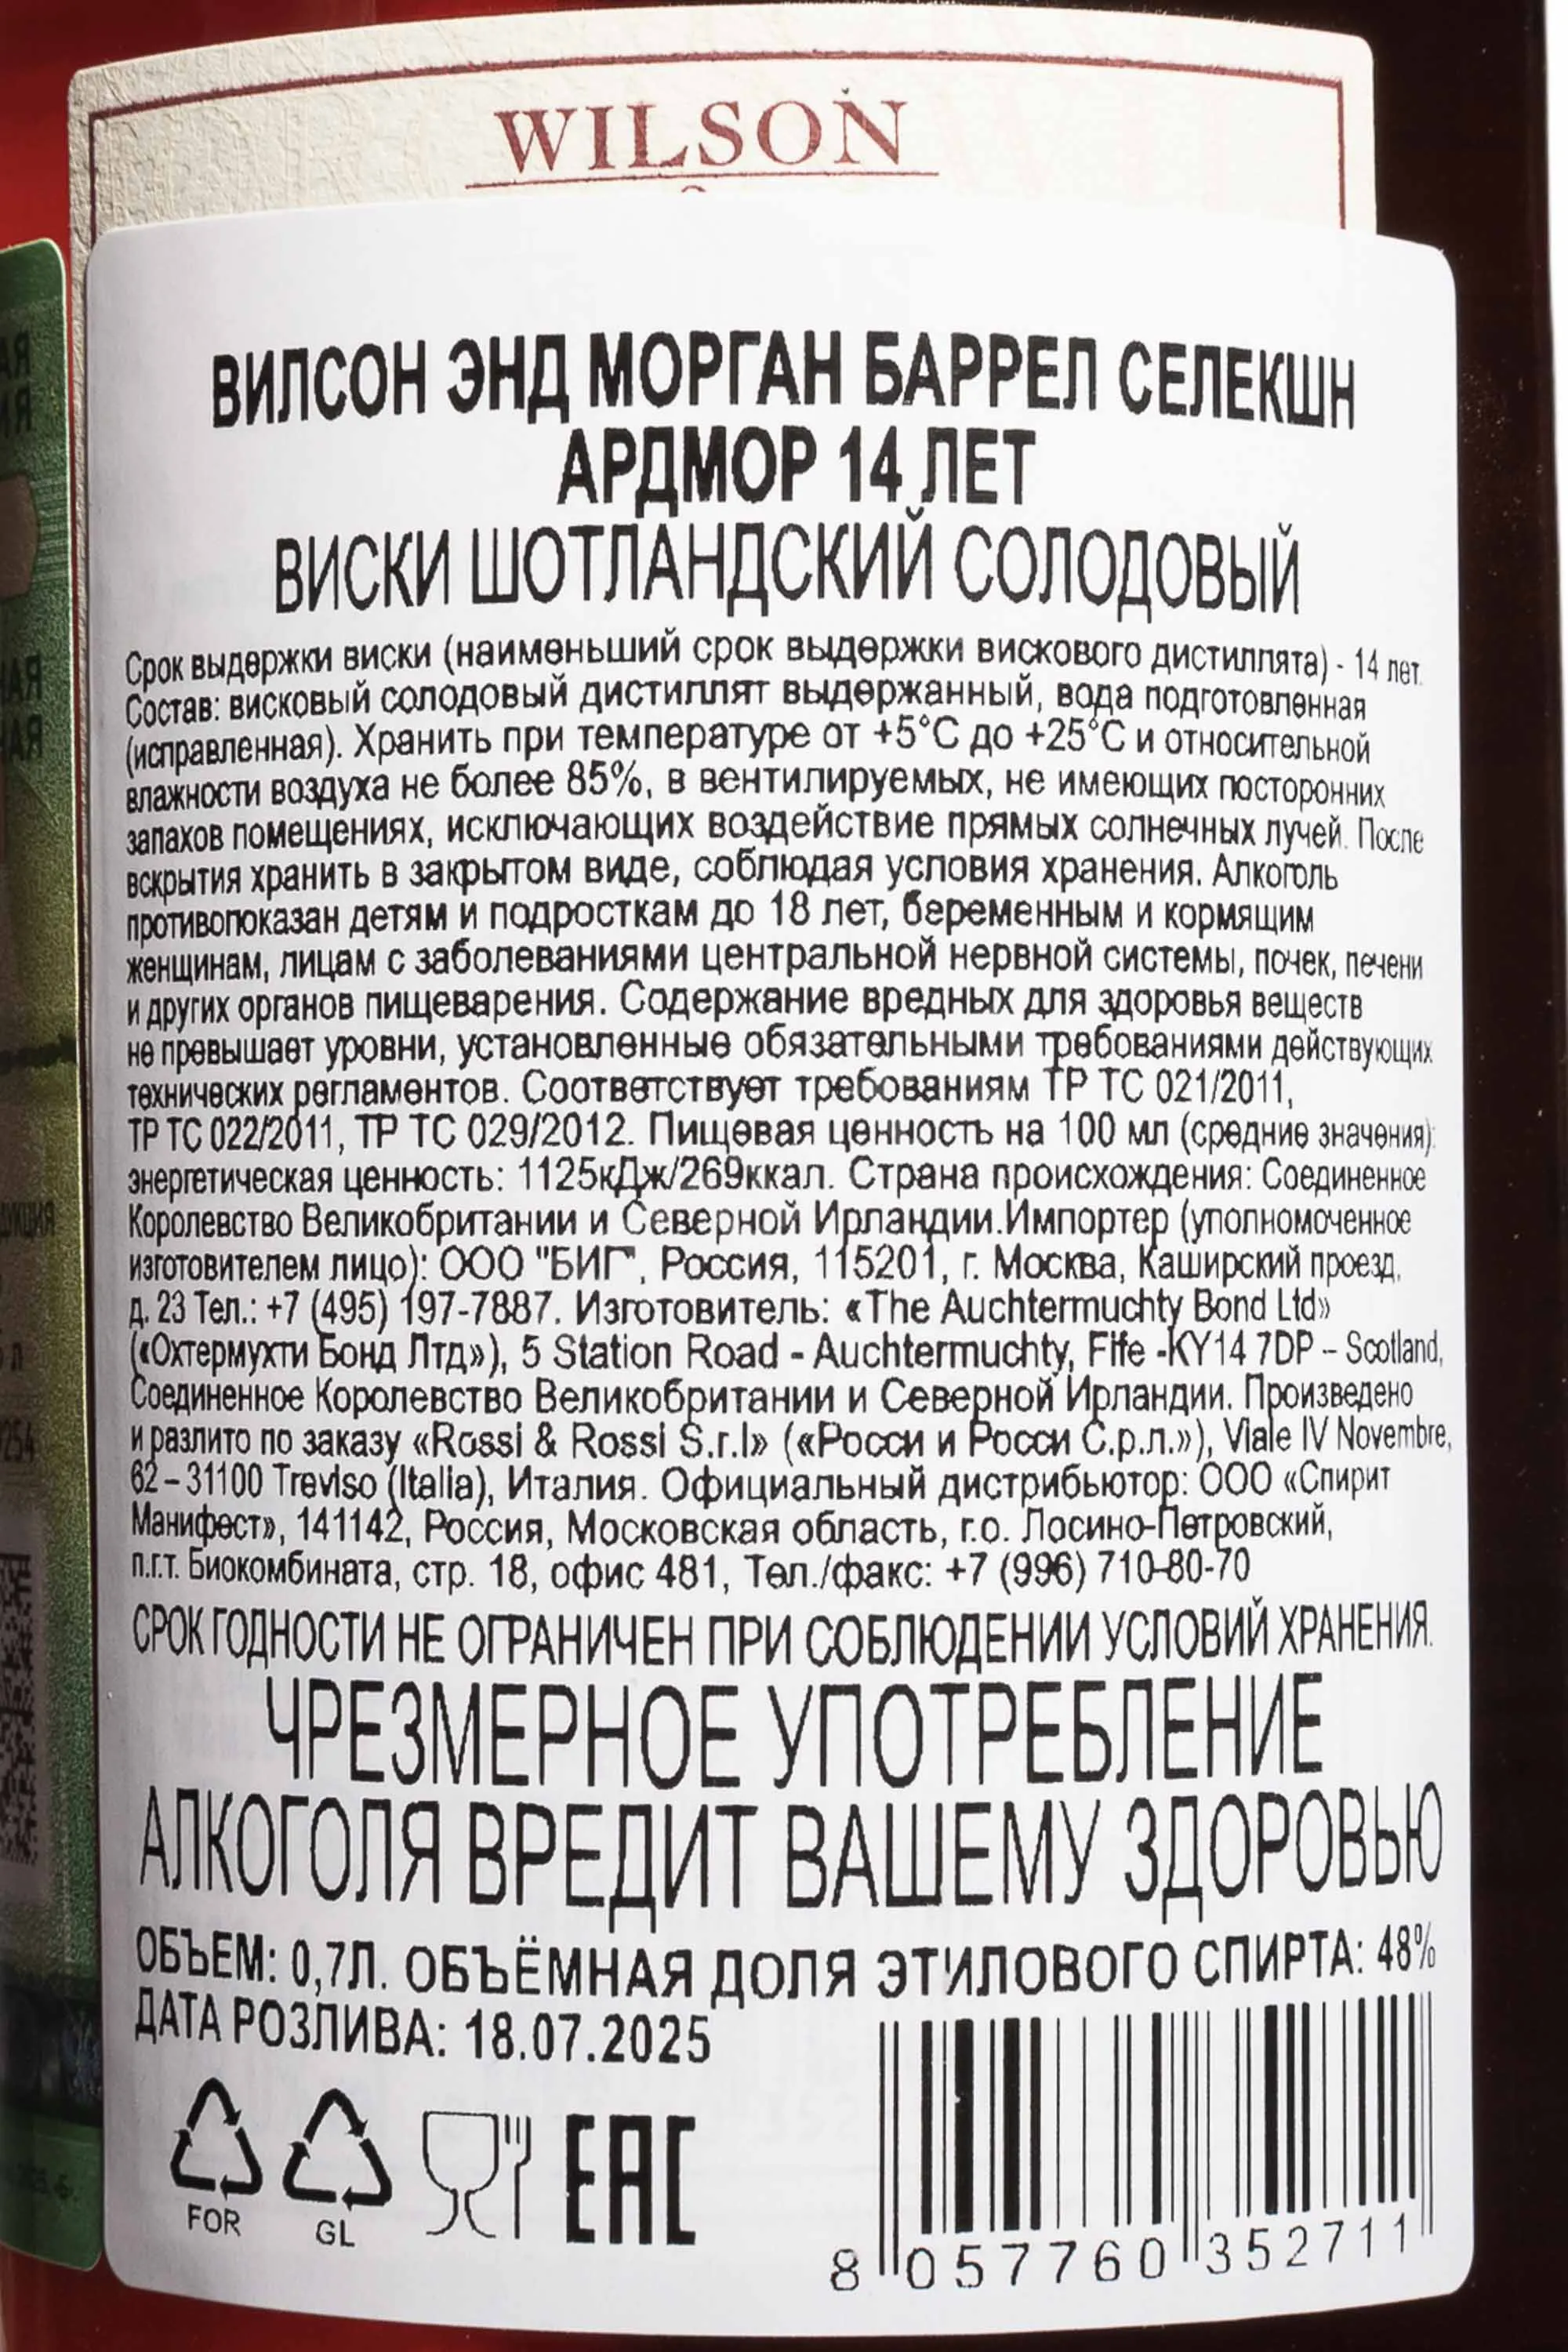 WILSON
ВИЛСОН ЭНД МОРГАН БАРРЕЛ СЕЛЕКШН
АРДМОР 14 ЛЕТ
ВИСКИ ШОТЛАНДСКИЙ СОЛОДОВЫЙ
Срок выдержки виски (наименьший срок выдержки вискового дистиллята) - 14 лет.
Состав: висковый солодовый дистиллят выдержанный, вода подготовленная
(исправленная). Хранить при температуре от +5°С до +25°С и относительной
влажности воздуха не более 85%, в вентилируемых, не имеющих посторонних
запахов помещениях, исключающих воздействие прямых солнечных лучей. После
вскрытия хранить в закрытом виде, соблюдая условия хранения. Алкоголь
противопоказан детям и подросткам до 18 лет, беременным и кормящим
женщинам, лицам с заболеваниями центральной нервной системы, почек, печени
и других органов пищеварения. Содержание вредных для здоровья веществ
не превышает уровни, установленные обязательными требованиями действующих
технических регламентов. Соответствует требованиям ТР ТС 021/2011,
ТР ТС 022/2011, ТР ТС 029/2012. Пищевая ценность на 100 мл (средние значения):
энергетическая ценность: 1125кДж/269ккал. Страна происхождения: Соединенное
Королевство Великобритании и Северной Ирландии.Импортер (уполномоченное
изготовителем лицо): ООО "БИГ", Россия, 115201, г. Москва, Каширский проезд,
д. 23 Тел.: +7 (495) 197-7887. Изготовитель: «The Auchtermuchty Bond Ltd»
(«Охтермухти Бонд Лтд»), 5 Station Road - Auchtermuchty, Fife -KY14 7DP – Scotland,
Соединенное Королевство Великобритании и Северной Ирландии. Произведено
и разлито по заказу «Rossi & Rossi S.r.l» («Росси и Росси С.р.л.»), Viale IV Novembre,
62 – 31100 Treviso (Italia), Италия. Официальный дистрибьютор: ООО «Спирит
Манифест», 141142, Россия, Московская область, г.о. Лосино-Петровский,
п.г.т. Биокомбината, стр. 18, офис 481, Тел./факс: +7 (996) 710-80-70
СРОК ГОДНОСТИ НЕ ОГРАНИЧЕН ПРИ СОБЛЮДЕНИИ УСЛОВИЙ ХРАНЕНИЯ.
ЧРЕЗМЕРНОЕ УПОТРЕБЛЕНИЕ
АЛКОГОЛЯ ВРЕДИТ ВАШЕМУ ЗДОРОВЬЮ
ОБЪЕМ: 0,7Л. ОБЪЁМНАЯ ДОЛЯ ЭТИЛОВОГО СПИРТА: 48%
ДАТА РОЗЛИВА: 18.07.2025
FOR GL EAC
8 057760 352711